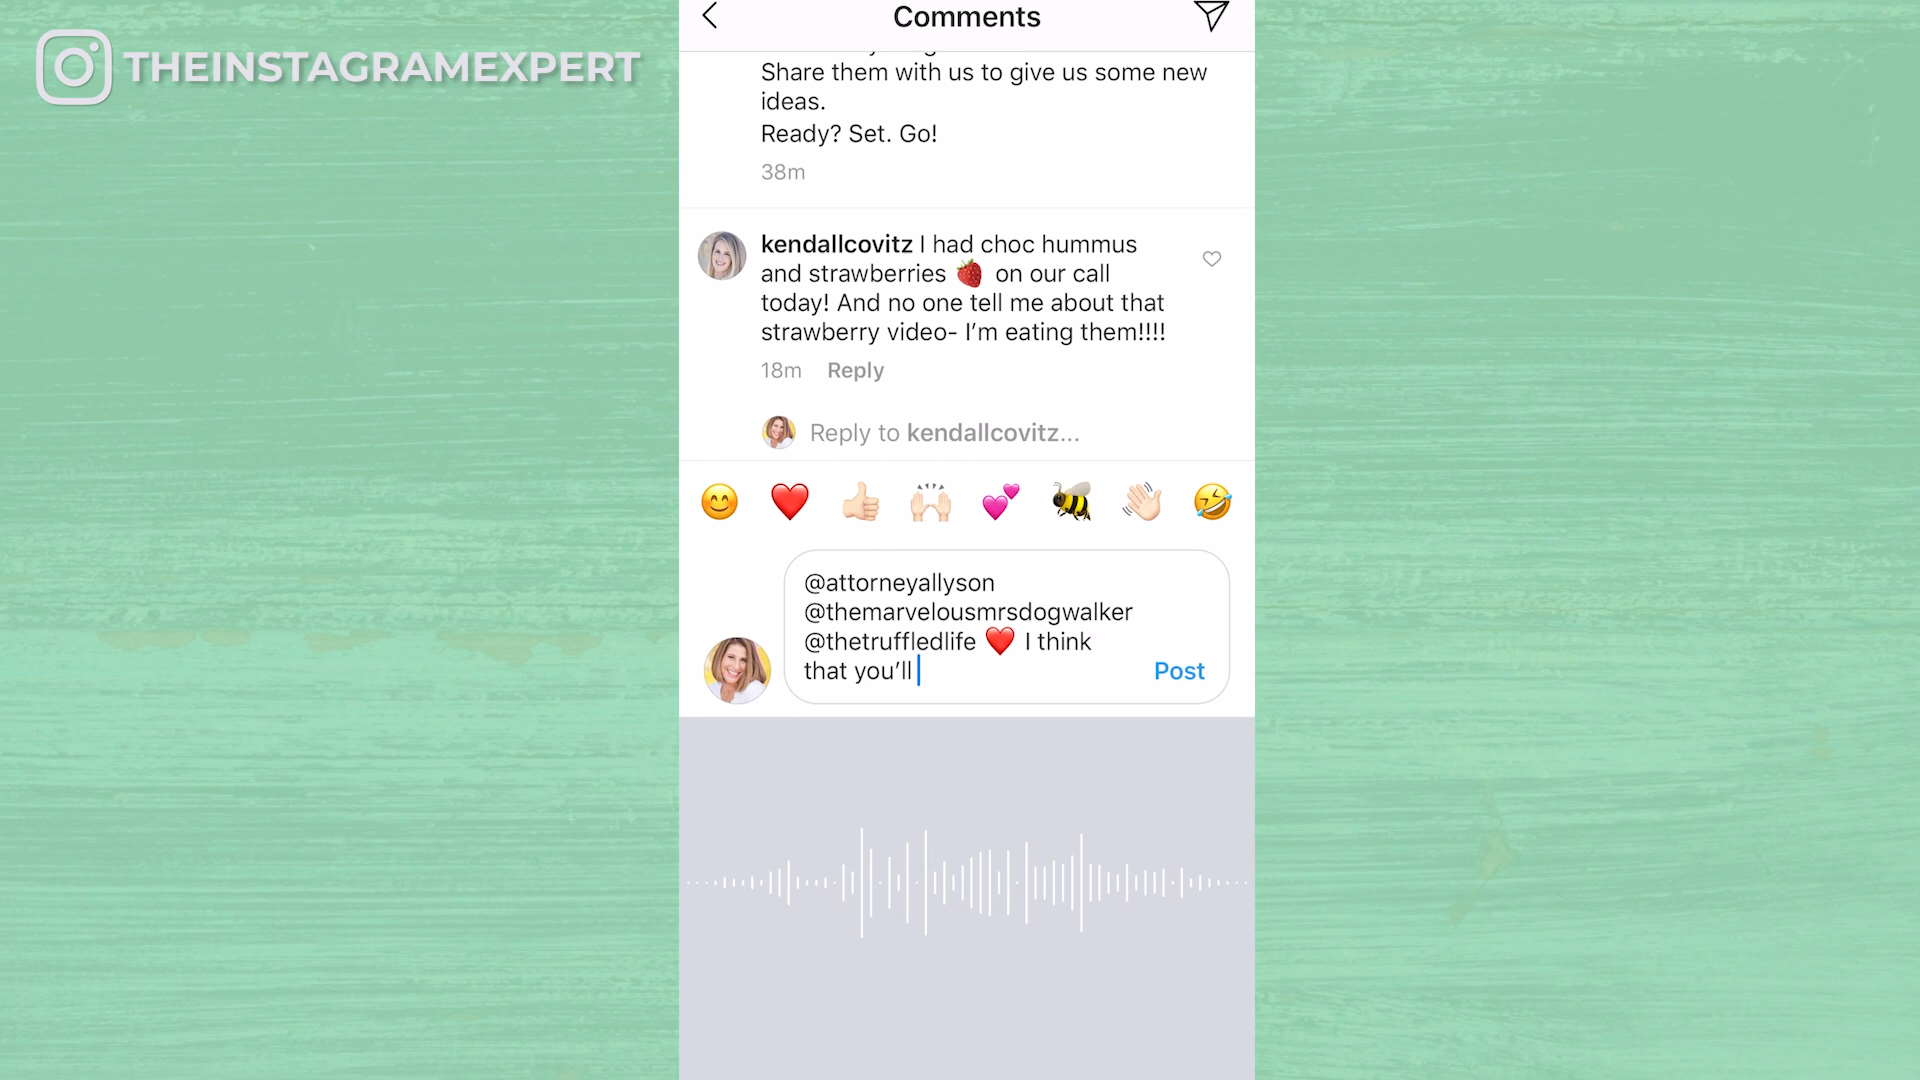 THEINSTAGRAMEXPERT
Comments
Share them with us to give us some new
ideas.
Ready? Set. Go!
38m
kendallcovitz I had choc hummus
and strawberries 🍓 on our call
today! And no one tell me about that
strawberry video- I’m eating them!!!!
18m Reply
Reply to kendallcovitz...
@attorneyallyson
@themarvelousmrsdogwalker
@thetruffledlife ❤️ I think
that you’ll
Post